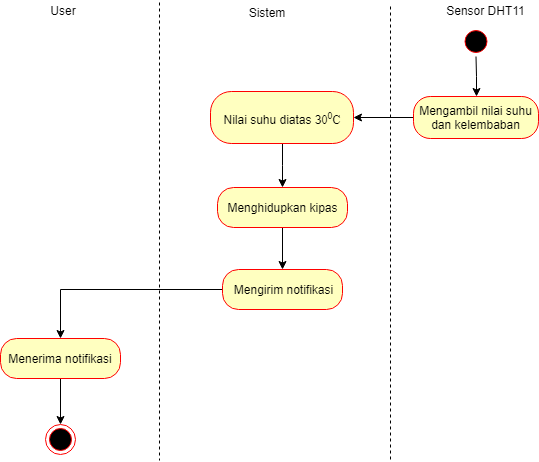 User
Sistem
Sensor DHT11
Mengambil nilai suhu
dan kelembaban
Nilai suhu diatas 30⁰C
Menghidupkan kipas
Mengirim notifikasi
Menerima notifikasi